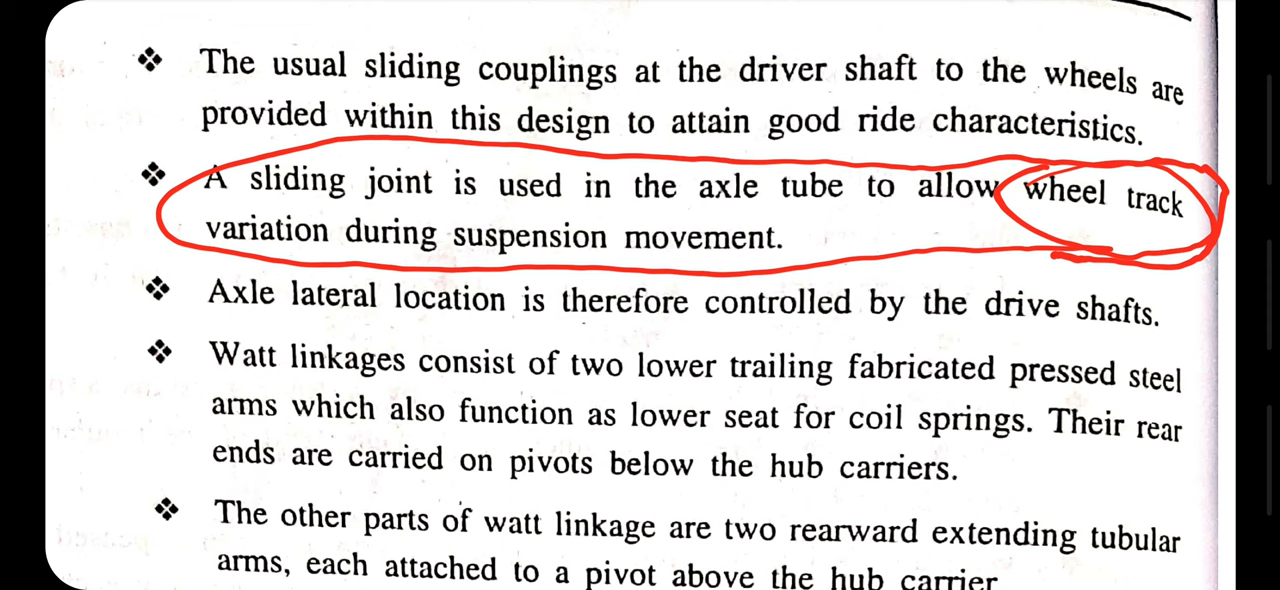 ❖ The usual sliding couplings at the driver shaft to the wheels are
provided within this design to attain good ride characteristics.
❖ A sliding joint is used in the axle tube to allow wheel track
variation during suspension movement.
❖ Axle lateral location is therefore controlled by the drive shafts.
❖ Watt linkages consist of two lower trailing fabricated pressed steel
arms which also function as lower seat for coil springs. Their rear
ends are carried on pivots below the hub carriers.
❖ The other parts of watt linkage are two rearward extending tubular
arms, each attached to a pivot above the hub carrier